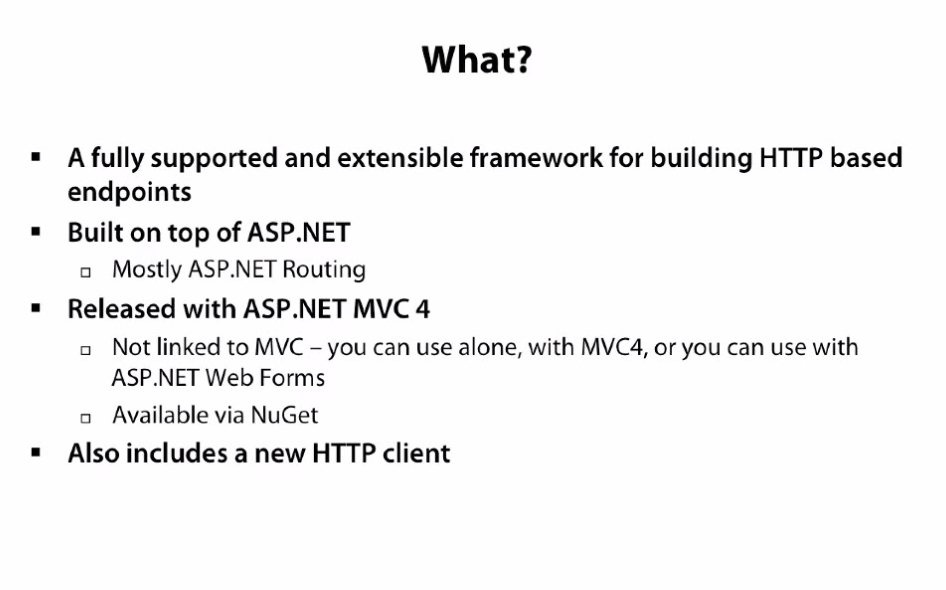 What?
▪ A fully supported and extensible framework for building HTTP based
endpoints
▪ Built on top of ASP.NET
▫ Mostly ASP.NET Routing
▪ Released with ASP.NET MVC 4
▫ Not linked to MVC – you can use alone, with MVC4, or you can use with
ASP.NET Web Forms
▫ Available via NuGet
▪ Also includes a new HTTP client